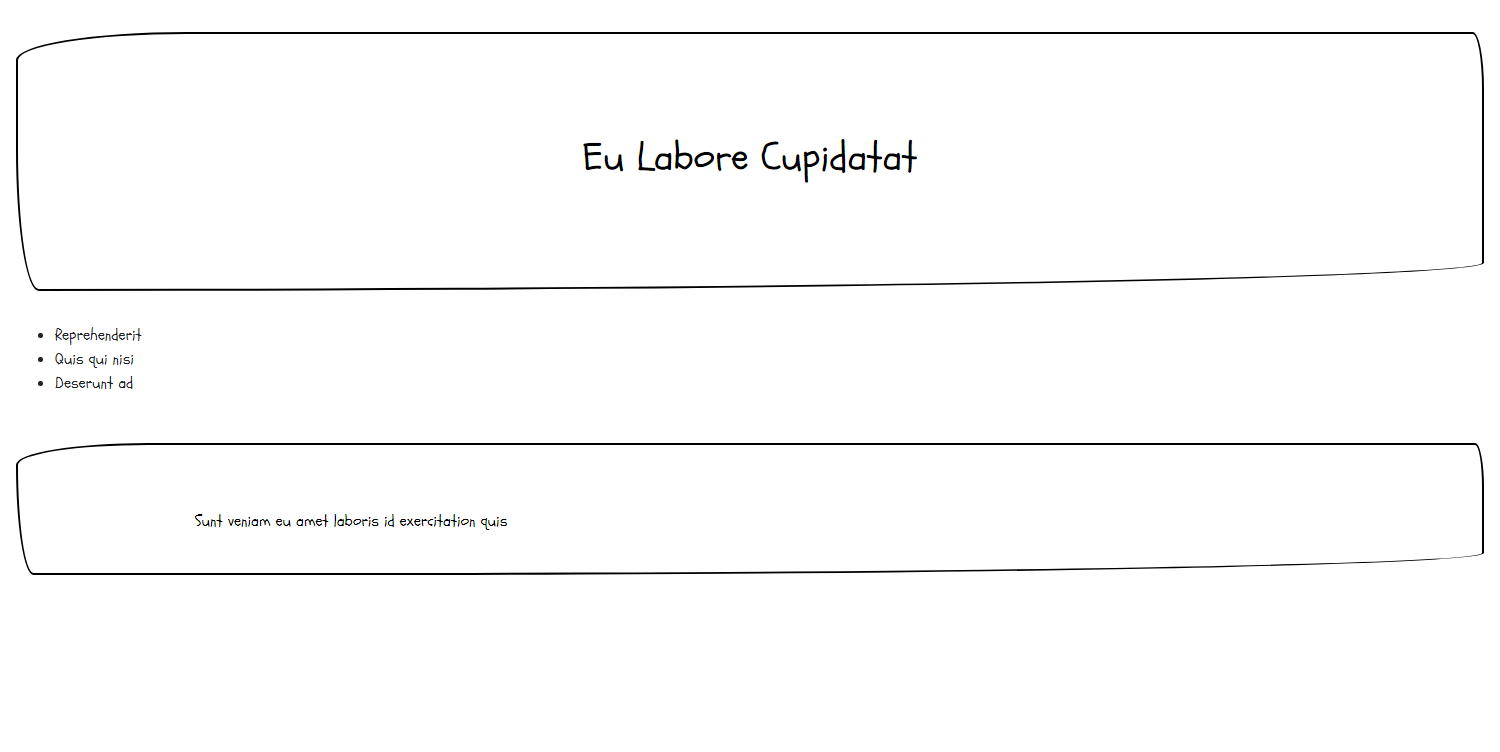 Eu Labore Cupidatat
Reprehenderit
Quis qui nisi
Deserunt ad
Sunt veniam eu amet laboris id exercitation quis